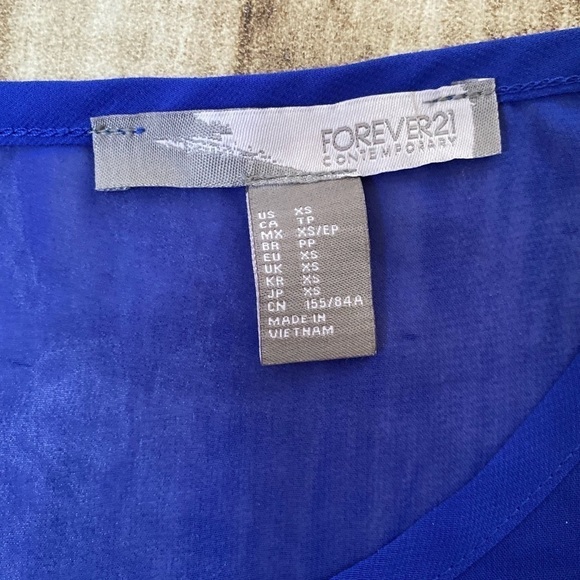 FOREVER21
CONTEMPORARY
US XS
CA TP
MX XS/EP
BR PP
EU XS
UK XS
KR XS
JP XS
CN 155/84A
MADE IN
VIETNAM